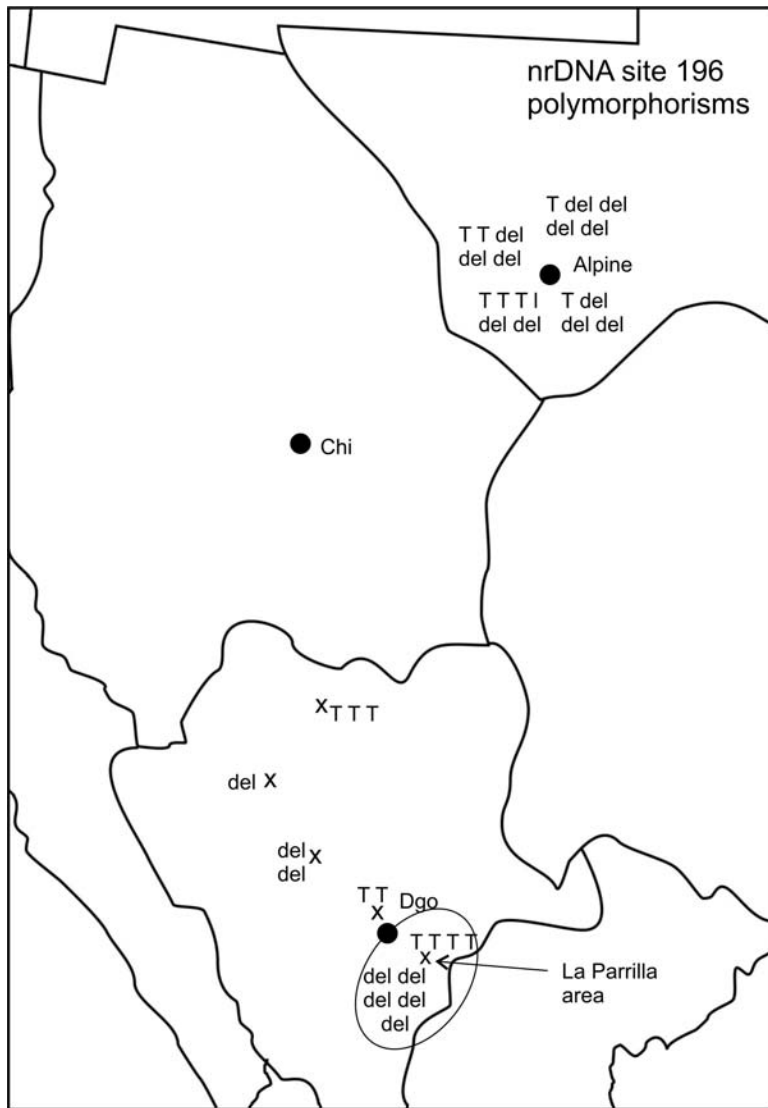 nrDNA site 196
polymorphorisms
T del del
del del
T T del
del del
Alpine
T T T I
del del
T del
del del
Chi
x T T T
del x
del x
del
T T
x
Dgo
T T T T
x
del del
del del
del
La Parrilla
area